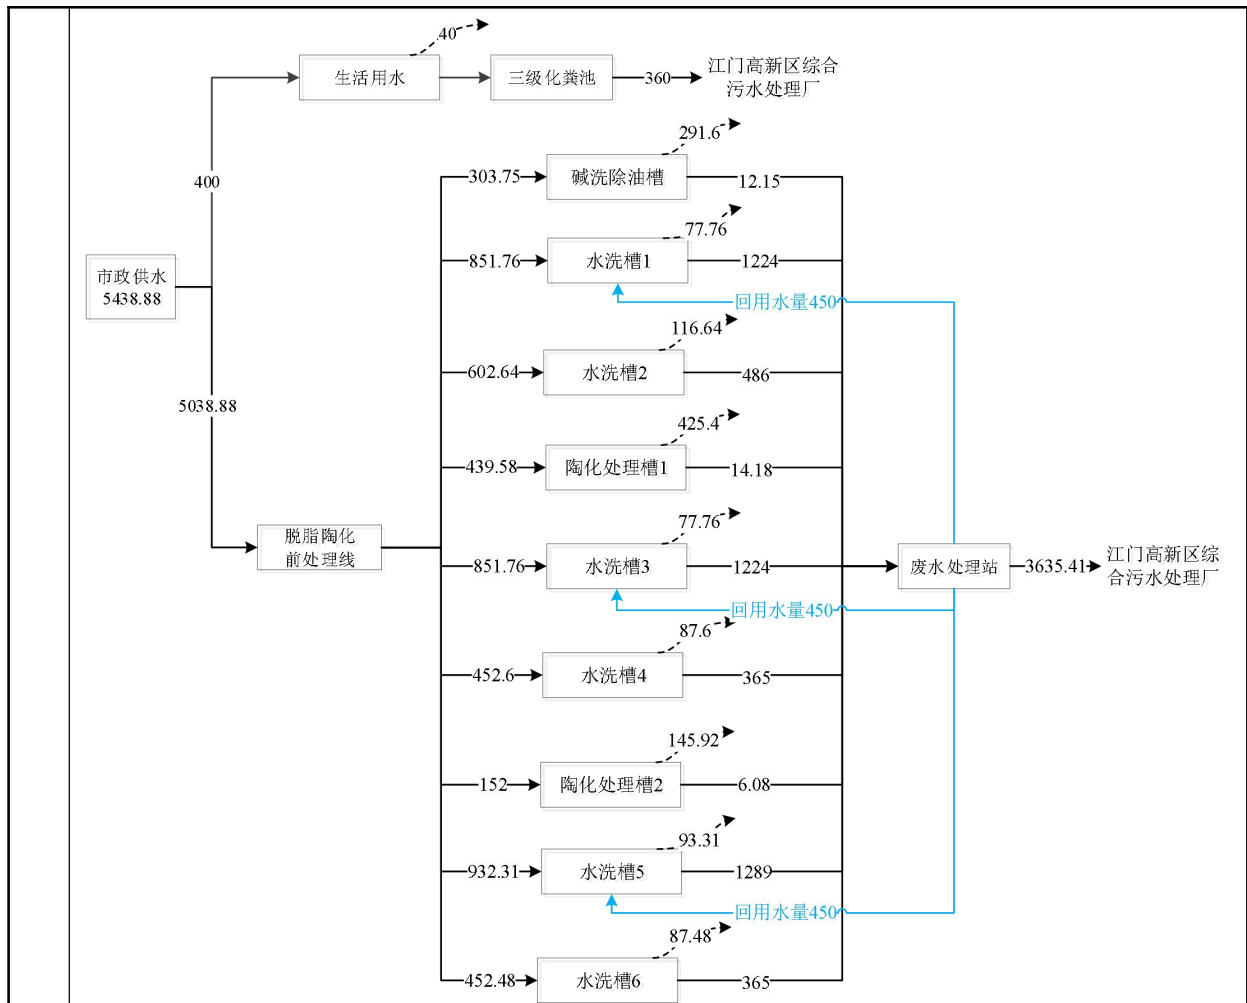 40
生活用水
三级化粪池
360
江门高新区综合
污水处理厂
400
291.6
303.75
碱洗除油槽
12.15
77.76
851.76
水洗槽1
1224
市政供水
5438.88
回用水量450
116.64
602.64
水洗槽2
486
5038.88
425.4
439.58
陶化处理槽1
14.18
77.76
脱脂陶化
前处理线
851.76
水洗槽3
1224
废水处理站
3635.41
江门高新区综
合污水处理厂
回用水量450
87.6
452.6
水洗槽4
365
145.92
152
陶化处理槽2
6.08
93.31
932.31
水洗槽5
1289
回用水量450
87.48
452.48
水洗槽6
365